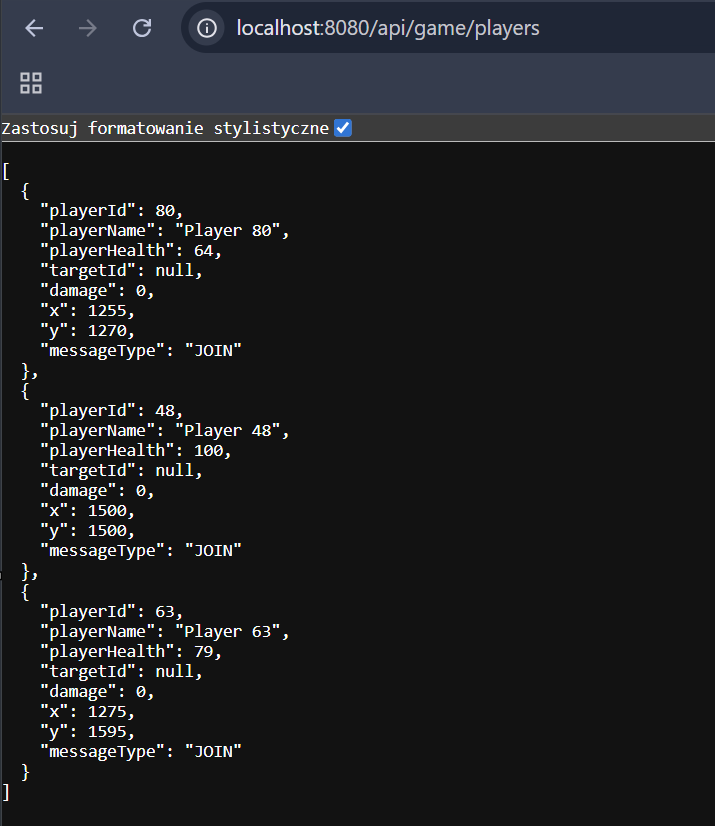 localhost:8080/api/game/players
Zastosuj formatowanie stylistyczne
[
  {
    "playerId": 80,
    "playerName": "Player 80",
    "playerHealth": 64,
    "targetId": null,
    "damage": 0,
    "x": 1255,
    "y": 1270,
    "messageType": "JOIN"
  },
  {
    "playerId": 48,
    "playerName": "Player 48",
    "playerHealth": 100,
    "targetId": null,
    "damage": 0,
    "x": 1500,
    "y": 1500,
    "messageType": "JOIN"
  },
  {
    "playerId": 63,
    "playerName": "Player 63",
    "playerHealth": 79,
    "targetId": null,
    "damage": 0,
    "x": 1275,
    "y": 1595,
    "messageType": "JOIN"
  }
]